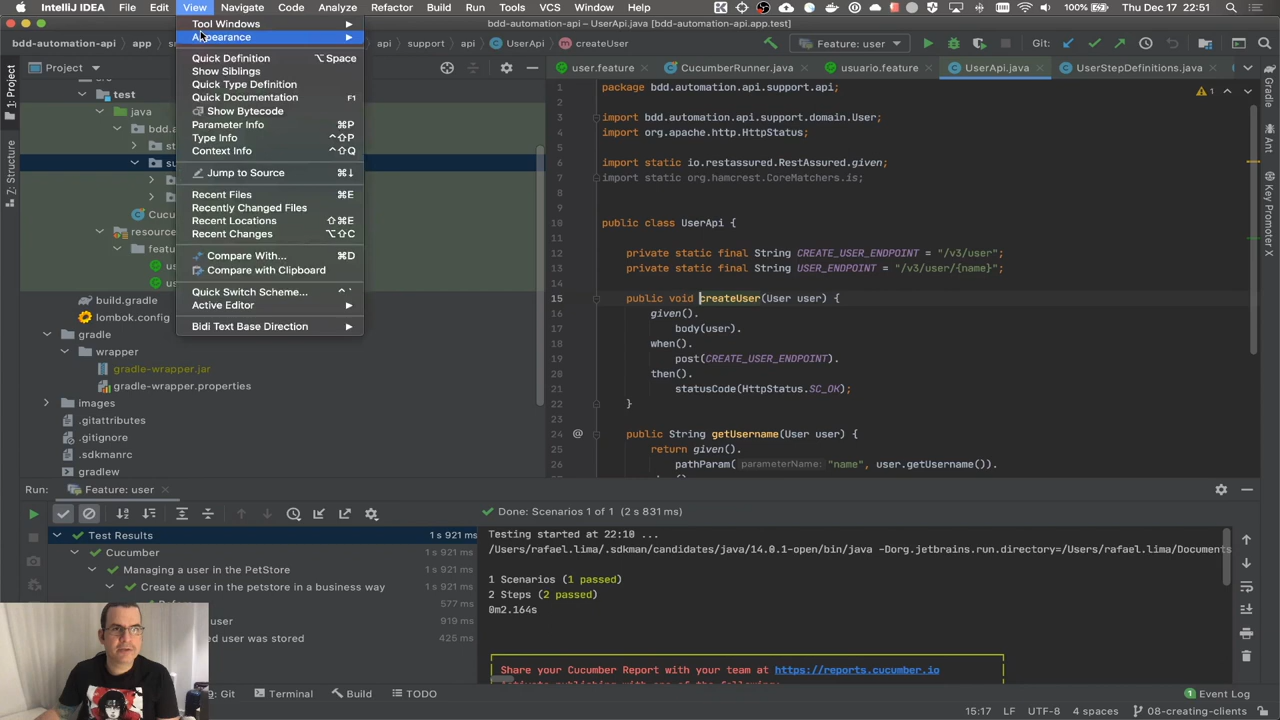 IntelliJ IDEA File Edit View Navigate Code Analyze Refactor Build Run Tools VCS Window Help Thu Dec 17 22:51
bdd-automation-api – UserApi.java [bdd-automation-api.app.test]
bdd-automation-api app api support api UserApi createUser Feature: user Git:
Project
user.feature CucumberRunner.java usuario.feature UserApi.java UserStepDefinitions.java
1: Project
Z: Structure
Tool Windows
Appearance
Quick Definition ⌥Space
Show Siblings
Quick Type Definition
Quick Documentation F1
Show Bytecode
Parameter Info ⌘P
Type Info ^⇧P
Context Info ^⇧Q
Jump to Source ⌘↓
Recent Files ⌘E
Recently Changed Files
Recent Locations ⇧⌘E
Recent Changes ⌥⇧C
Compare With... ⌘D
Compare with Clipboard
Quick Switch Scheme... ^`
Active Editor
Bidi Text Base Direction
src
test
java
bdd.a
st
su
Cucu
resource
featu
us
us
build.gradle
lombok.config
gradle
wrapper
gradle-wrapper.jar
gradle-wrapper.properties
images
.gitattributes
.gitignore
.sdkmanrc
gradlew
1 package bdd.automation.api.support.api; 1
2
3 import bdd.automation.api.support.domain.User;
4 import org.apache.http.HttpStatus;
5
6 import static io.restassured.RestAssured.given;
7 import static org.hamcrest.CoreMatchers.is;
8
9
10 public class UserApi {
11
12 private static final String CREATE_USER_ENDPOINT = "/v3/user";
13 private static final String USER_ENDPOINT = "/v3/user/{name}";
14
15 public void createUser(User user) {
16 given().
17 body(user).
18 when().
19 post(CREATE_USER_ENDPOINT).
20 then().
21 statusCode(HttpStatus.SC_OK);
22 }
23
24 @ public String getUsername(User user) {
25 return given().
26 pathParam( parameterName: "name", user.getUsername()).
Gradle
Ant
Key Promoter X
Run: Feature: user
Done: Scenarios 1 of 1 (2 s 831 ms)
Test Results 1 s 921 ms
Cucumber 1 s 921 ms
Managing a user in the PetStore 1 s 921 ms
Create a user in the petstore in a business way 1 s 921 ms
577 ms
user 919 ms
ed user was stored 425 ms
Testing started at 22:10 ...
/Users/rafael.lima/.sdkman/candidates/java/14.0.1-open/bin/java -Dorg.jetbrains.run.directory=/Users/rafael.lima/Documents
1 Scenarios (1 passed)
2 Steps (2 passed)
0m2.164s
Share your Cucumber Report with your team at https://reports.cucumber.io
Git Terminal Build TODO Event Log
15:17 LF UTF-8 4 spaces 08-creating-clients